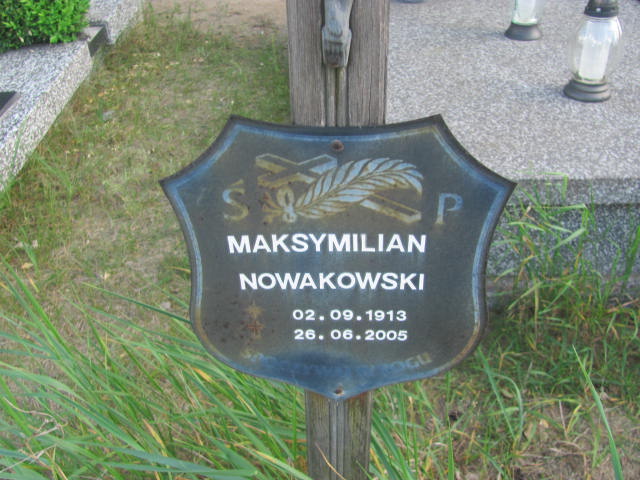 S P
MAKSYMILIAN
NOWAKOWSKI
02.09.1913
26.06.2005